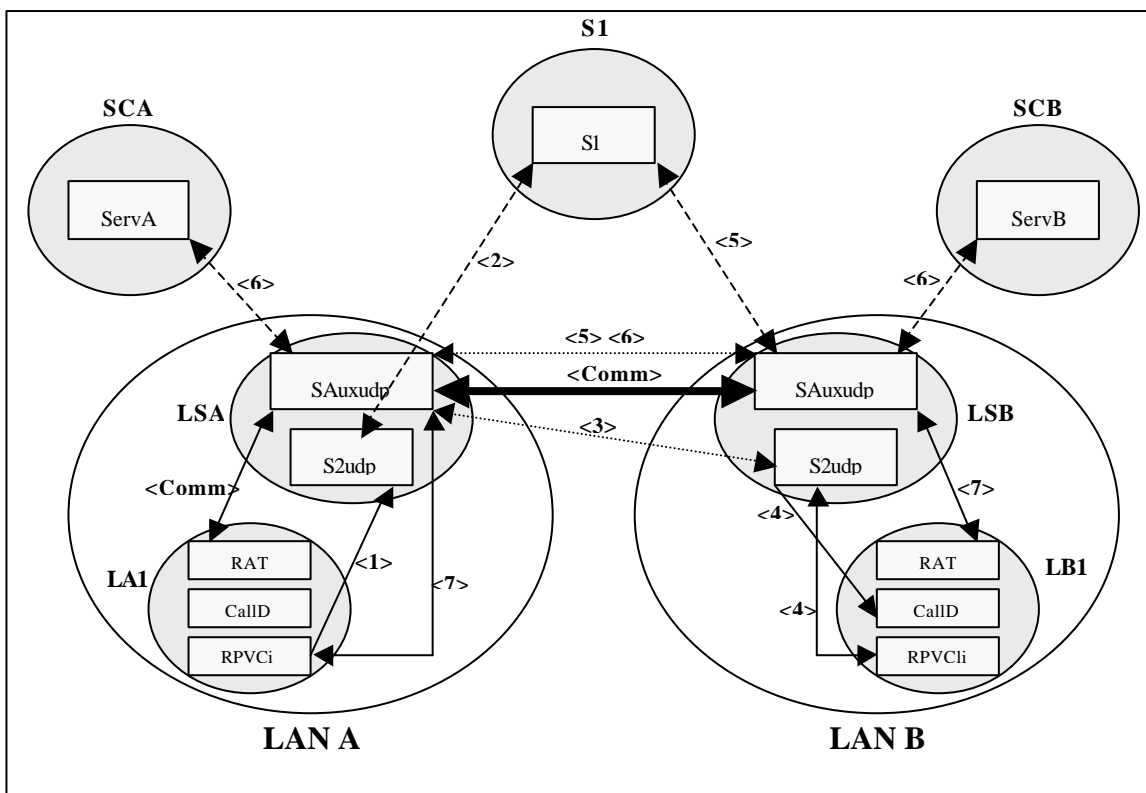 S1
SCA
SCB
S1
ServA
ServB
<5>
<2>
<6>
<6>
<5> <6>
<Comm>
SAuxudp
SAuxudp
LSA
LSB
<3>
S2udp
S2udp
<Comm>
<7>
<4>
<1>
LA1
RAT
RAT
LB1
<7>
CallD
<4>
CallD
RPVCi
RPVCli
LAN A
LAN B